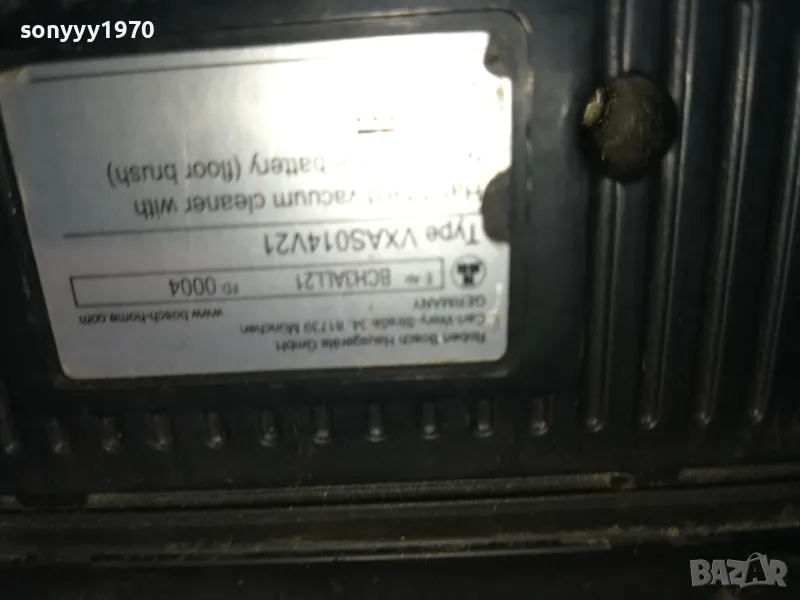 sonyyy1970
Robert Bosch Hausgeräte GmbH
Carl-Wery-Straße 34, 81739 München
GERMANY www.bosch-home.com
E-Nr. BCH3ALL21 FD 0004
Type VXAS014V21
vacuum cleaner with
battery (floor brush)
BAZAR